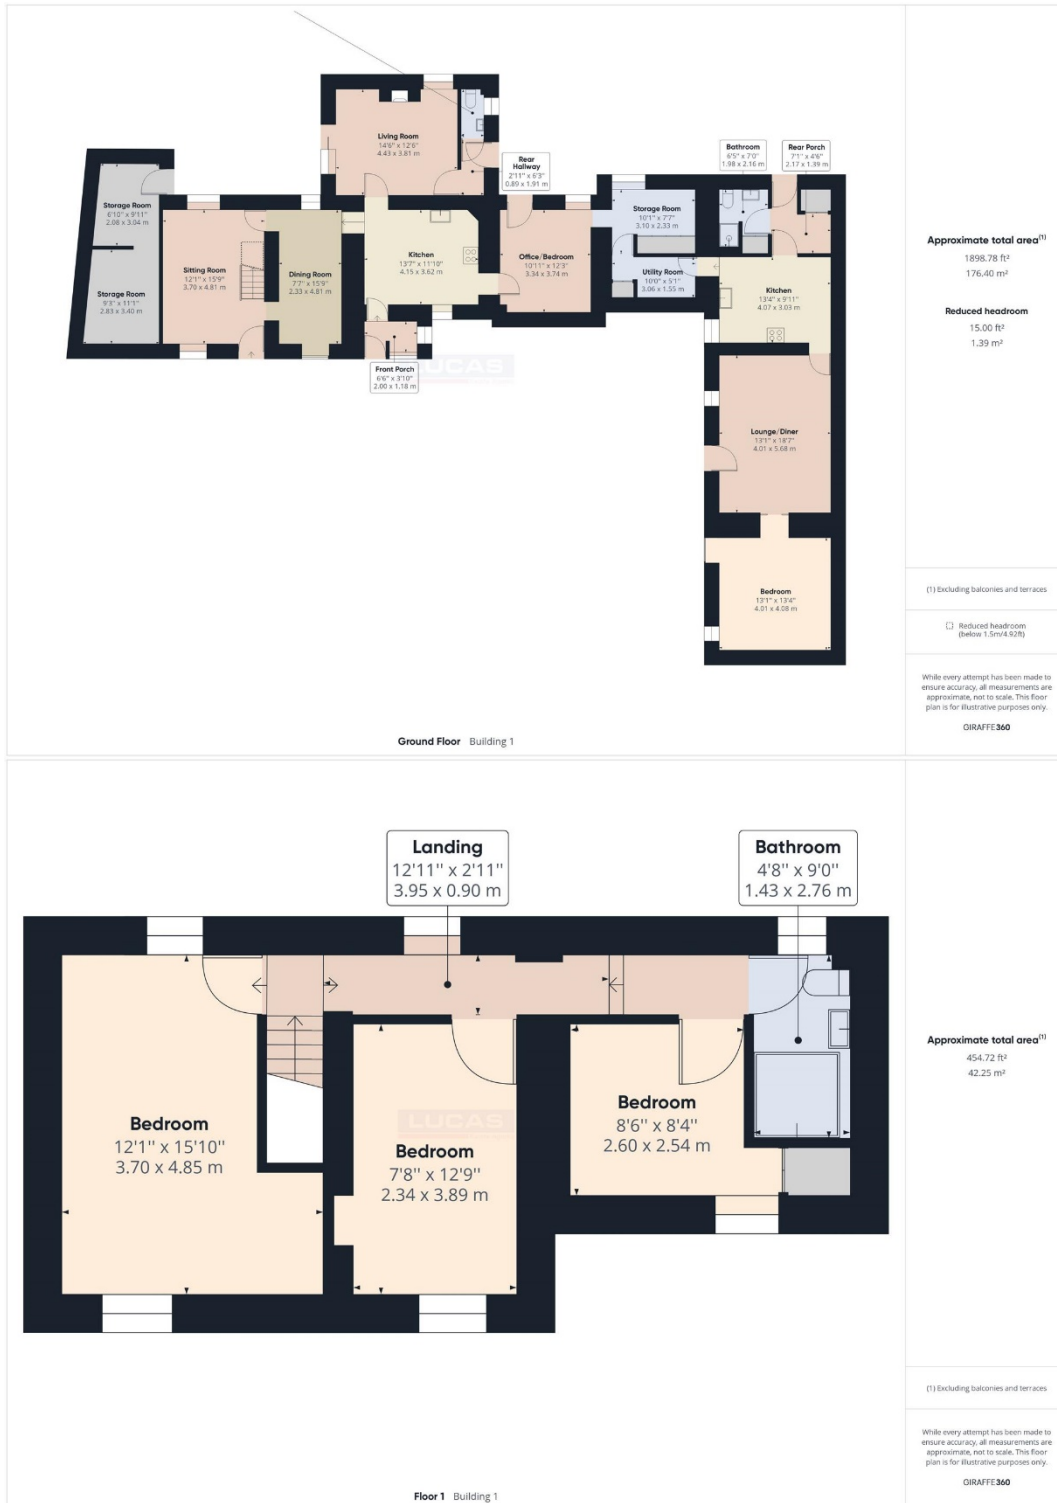 Living Room
14'6" x 12'6"
4.43 x 3.81 m
Rear
Hallway
2'11" x 6'3"
0.89 x 1.91 m
Bathroom
6'5" x 7'0"
1.98 x 2.16 m
Rear Porch
7'1" x 4'6"
2.17 x 1.39 m
Storage Room
6'10" x 9'11"
2.08 x 3.04 m
Storage Room
9'3" x 11'1"
2.83 x 3.40 m
Sitting Room
12'1" x 15'9"
3.70 x 4.81 m
Dining Room
7'7" x 15'9"
2.33 x 4.81 m
Kitchen
13'7" x 11'10"
4.15 x 3.62 m
Office/Bedroom
10'11" x 12'3"
3.34 x 3.74 m
Storage Room
10'1" x 7'7"
3.10 x 2.33 m
Utility Room
10'0" x 5'1"
3.06 x 1.55 m
Kitchen
13'4" x 9'11"
4.07 x 3.03 m
Front Porch
6'6" x 3'10"
2.00 x 1.18 m
LUCAS
Lounge/Diner
13'1" x 18'7"
4.01 x 5.68 m
Bedroom
13'1" x 13'4"
4.01 x 4.08 m
Ground Floor Building 1
Approximate total area(1)
1898.78 ft²
176.40 m²
Reduced headroom
15.00 ft²
1.39 m²
(1) Excluding balconies and terraces
Reduced headroom
(below 1.5m/4.92ft)
While every attempt has been made to
ensure accuracy, all measurements are
approximate, not to scale. This floor
plan is for illustrative purposes only.
GIRAFFE360
Landing
12'11" x 2'11"
3.95 x 0.90 m
Bathroom
4'8" x 9'0"
1.43 x 2.76 m
Bedroom
12'1" x 15'10"
3.70 x 4.85 m
LUCAS
Bedroom
7'8" x 12'9"
2.34 x 3.89 m
Bedroom
8'6" x 8'4"
2.60 x 2.54 m
Floor 1 Building 1
Approximate total area(1)
454.72 ft²
42.25 m²
(1) Excluding balconies and terraces
While every attempt has been made to
ensure accuracy, all measurements are
approximate, not to scale. This floor
plan is for illustrative purposes only.
GIRAFFE360